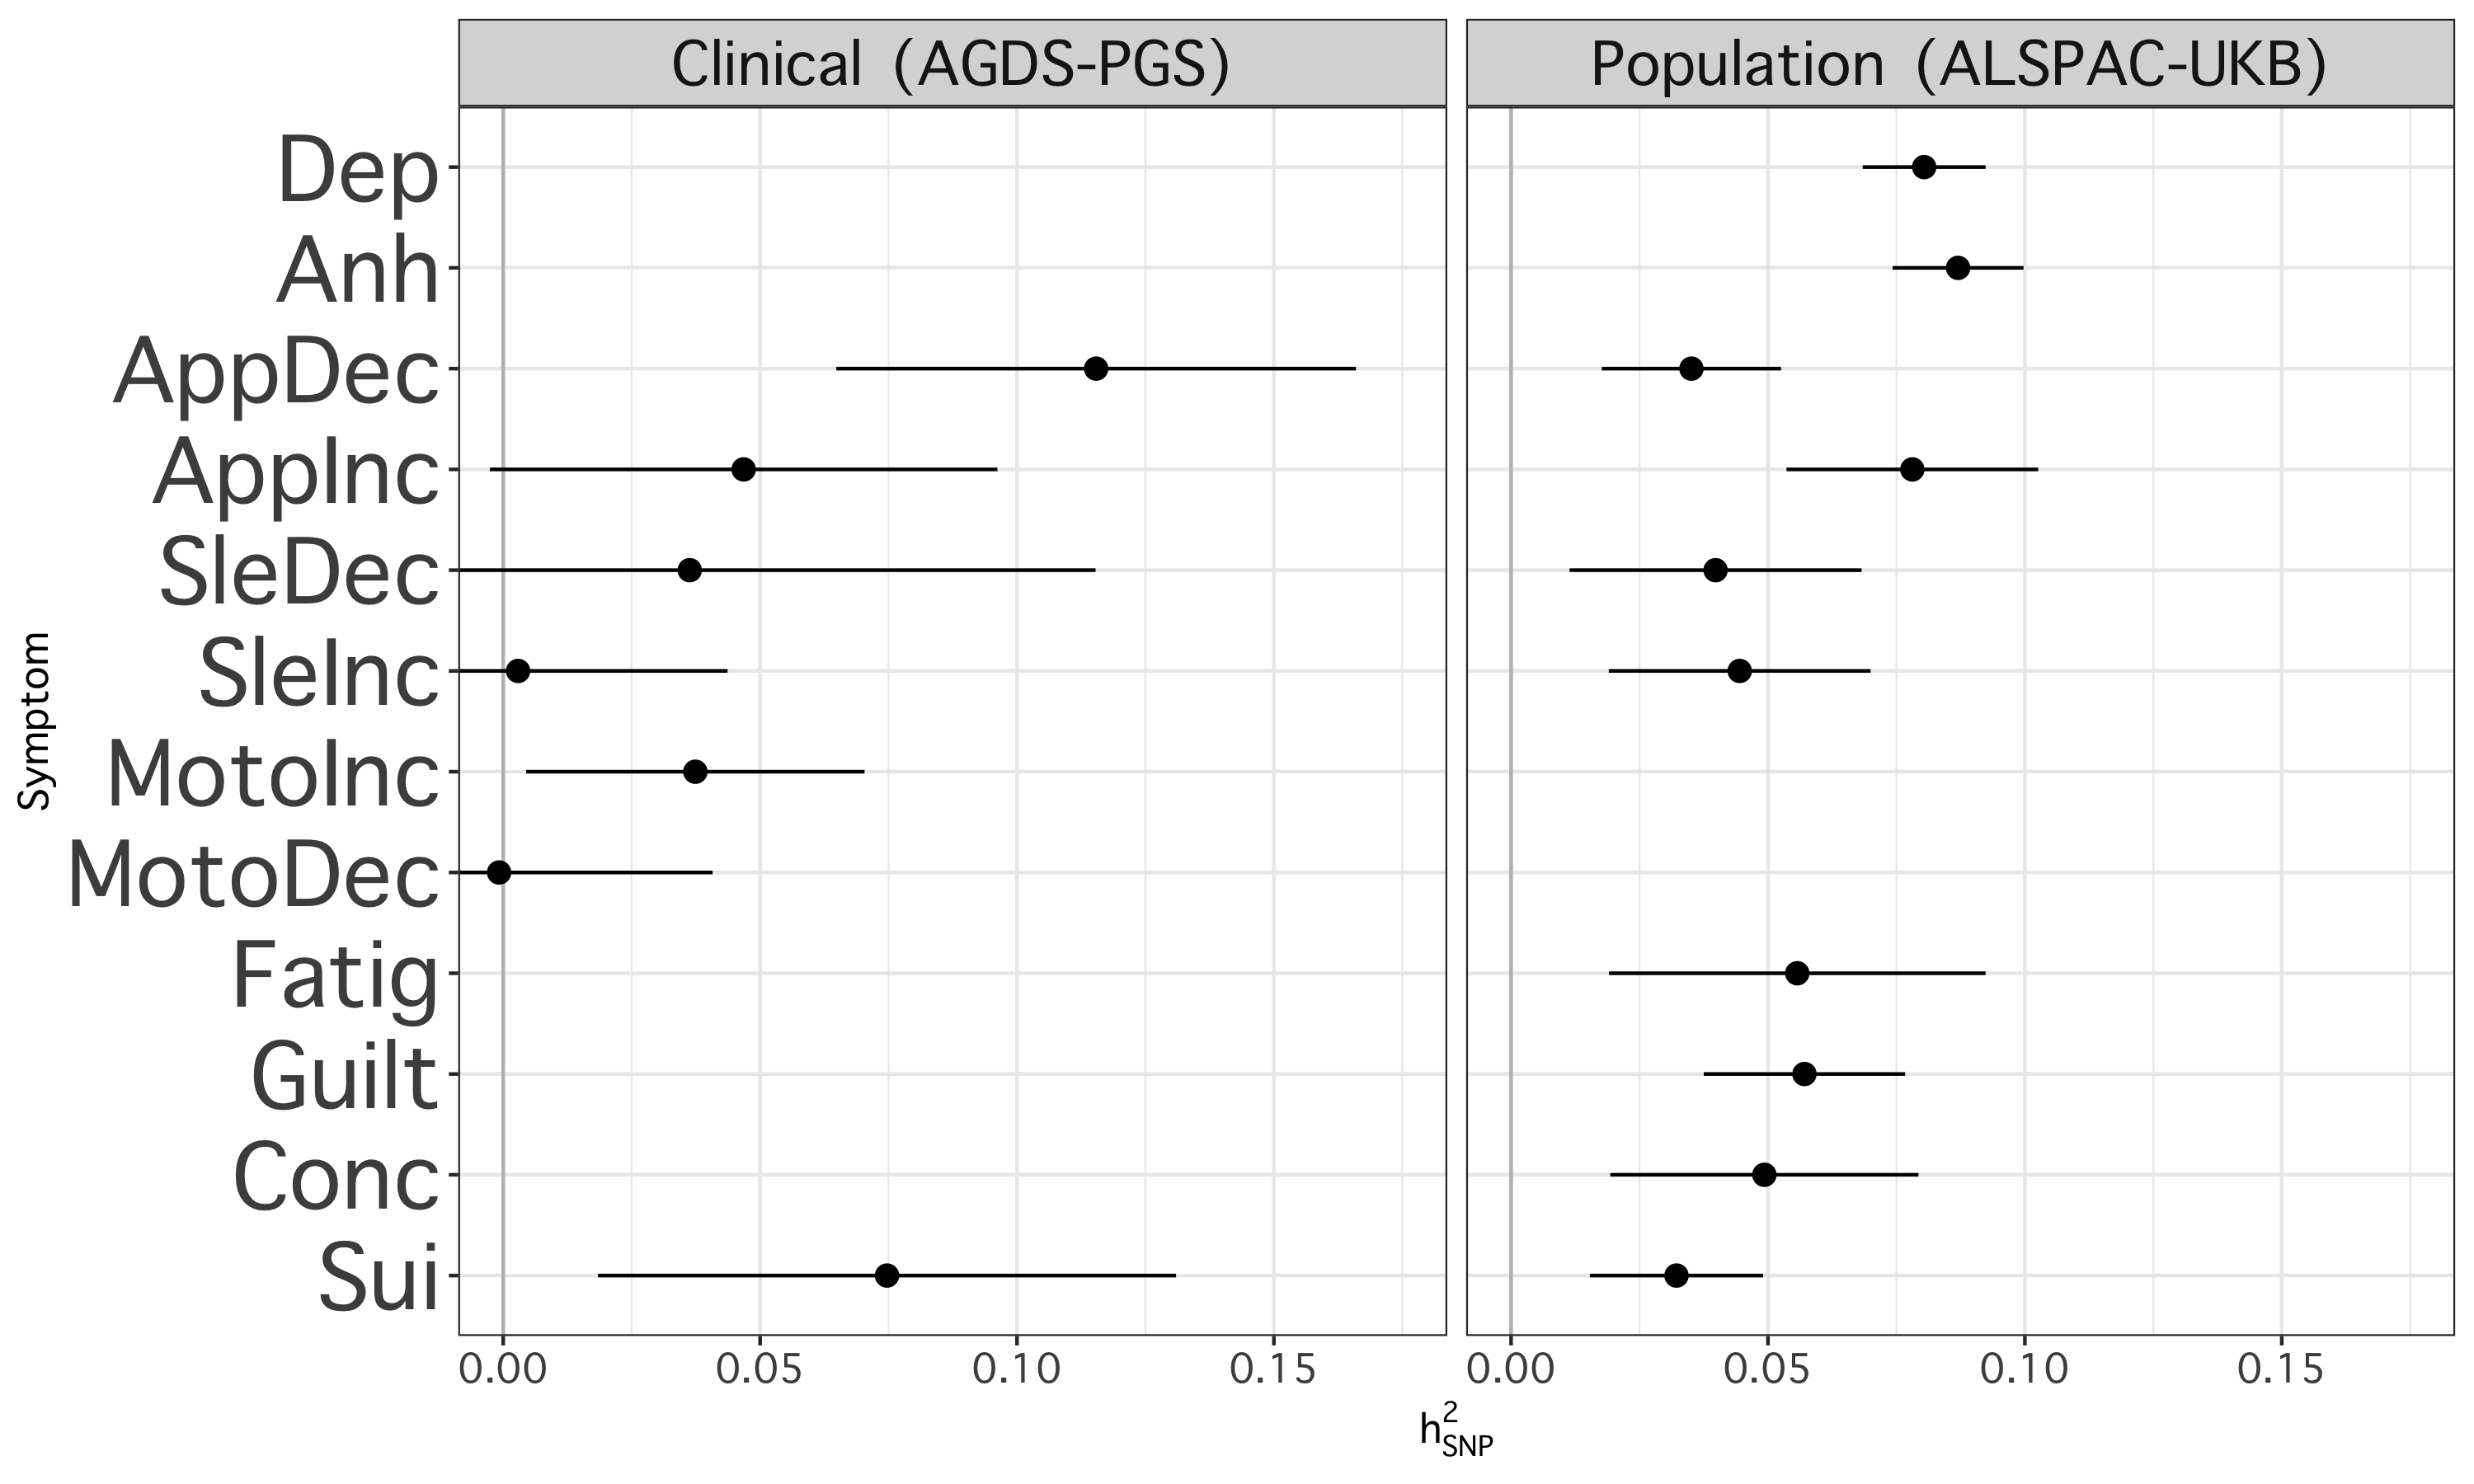 Clinical (AGDS-PGS)
Population (ALSPAC-UKB)
Symptom
Dep
Anh
AppDec
AppInc
SleDec
SleInc
MotoInc
MotoDec
Fatig
Guilt
Conc
Sui
0.00 0.05 0.10 0.15
0.00 0.05 0.10 0.15
h²SNP